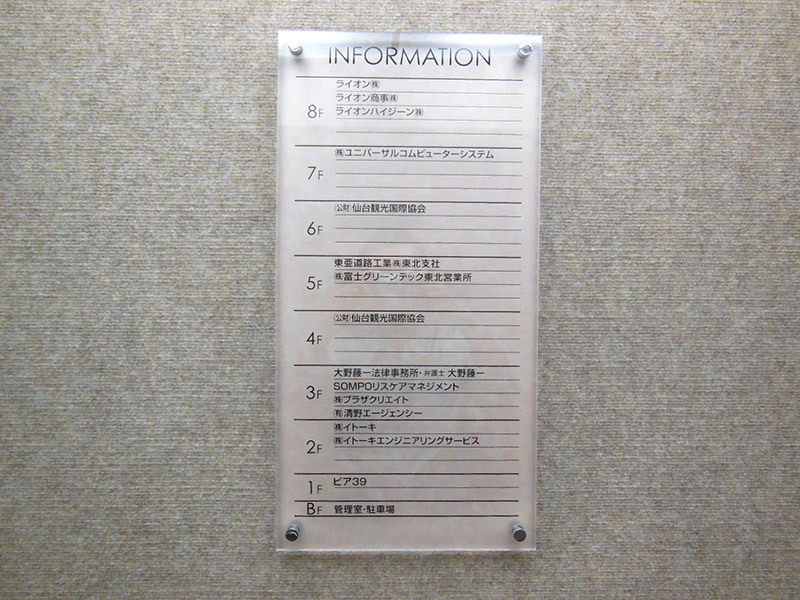 INFORMATION
8F
ライオン㈱
ライオン商事㈱
ライオンハイジーン㈱
7F
㈱ユニバーサルコムピューターシステム
6F
(公財)仙台観光国際協会
5F
東亜道路工業㈱東北支社
㈱富士グリーンテック東北営業所
4F
(公財)仙台観光国際協会
3F
大野藤一法律事務所・弁護士 大野藤一
SOMPOリスケアマネジメント
㈱プラザクリエイト
㈲清野エージェンシー
2F
㈱イトーキ
㈱イトーキエンジニアリングサービス
1F
ピア39
BF
管理室・駐車場